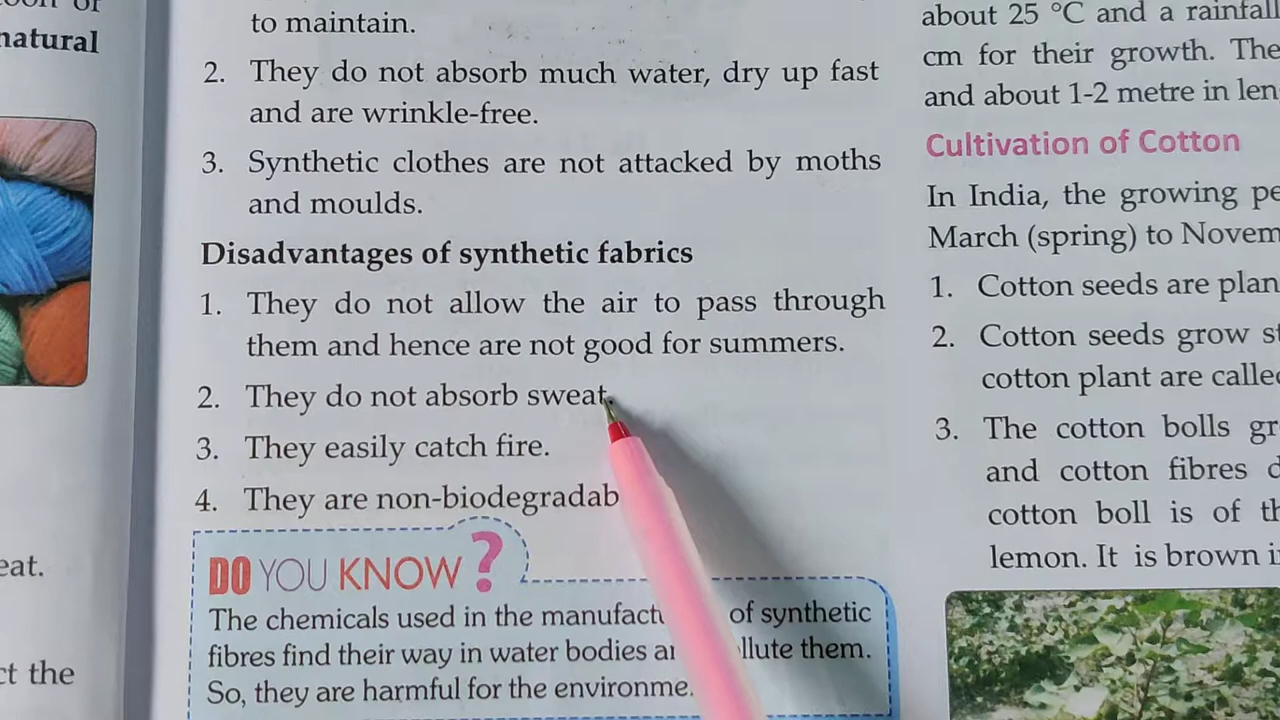 natural
eat.
ct the
to maintain.
2. They do not absorb much water, dry up fast
and are wrinkle-free.
3. Synthetic clothes are not attacked by moths
and moulds.
Disadvantages of synthetic fabrics
1. They do not allow the air to pass through
them and hence are not good for summers.
2. They do not absorb sweat.
3. They easily catch fire.
4. They are non-biodegradab
DO YOU KNOW ?
The chemicals used in the manufactu of synthetic
fibres find their way in water bodies a llute them.
So, they are harmful for the environme.
about 25 °C and a rainfall
cm for their growth. The
and about 1-2 metre in len
Cultivation of Cotton
In India, the growing pe
March (spring) to Novem
1. Cotton seeds are plan
2. Cotton seeds grow
cotton plant are calle
3. The cotton bolls gr
and cotton fibres d
cotton boll is of th
lemon. It is brown i